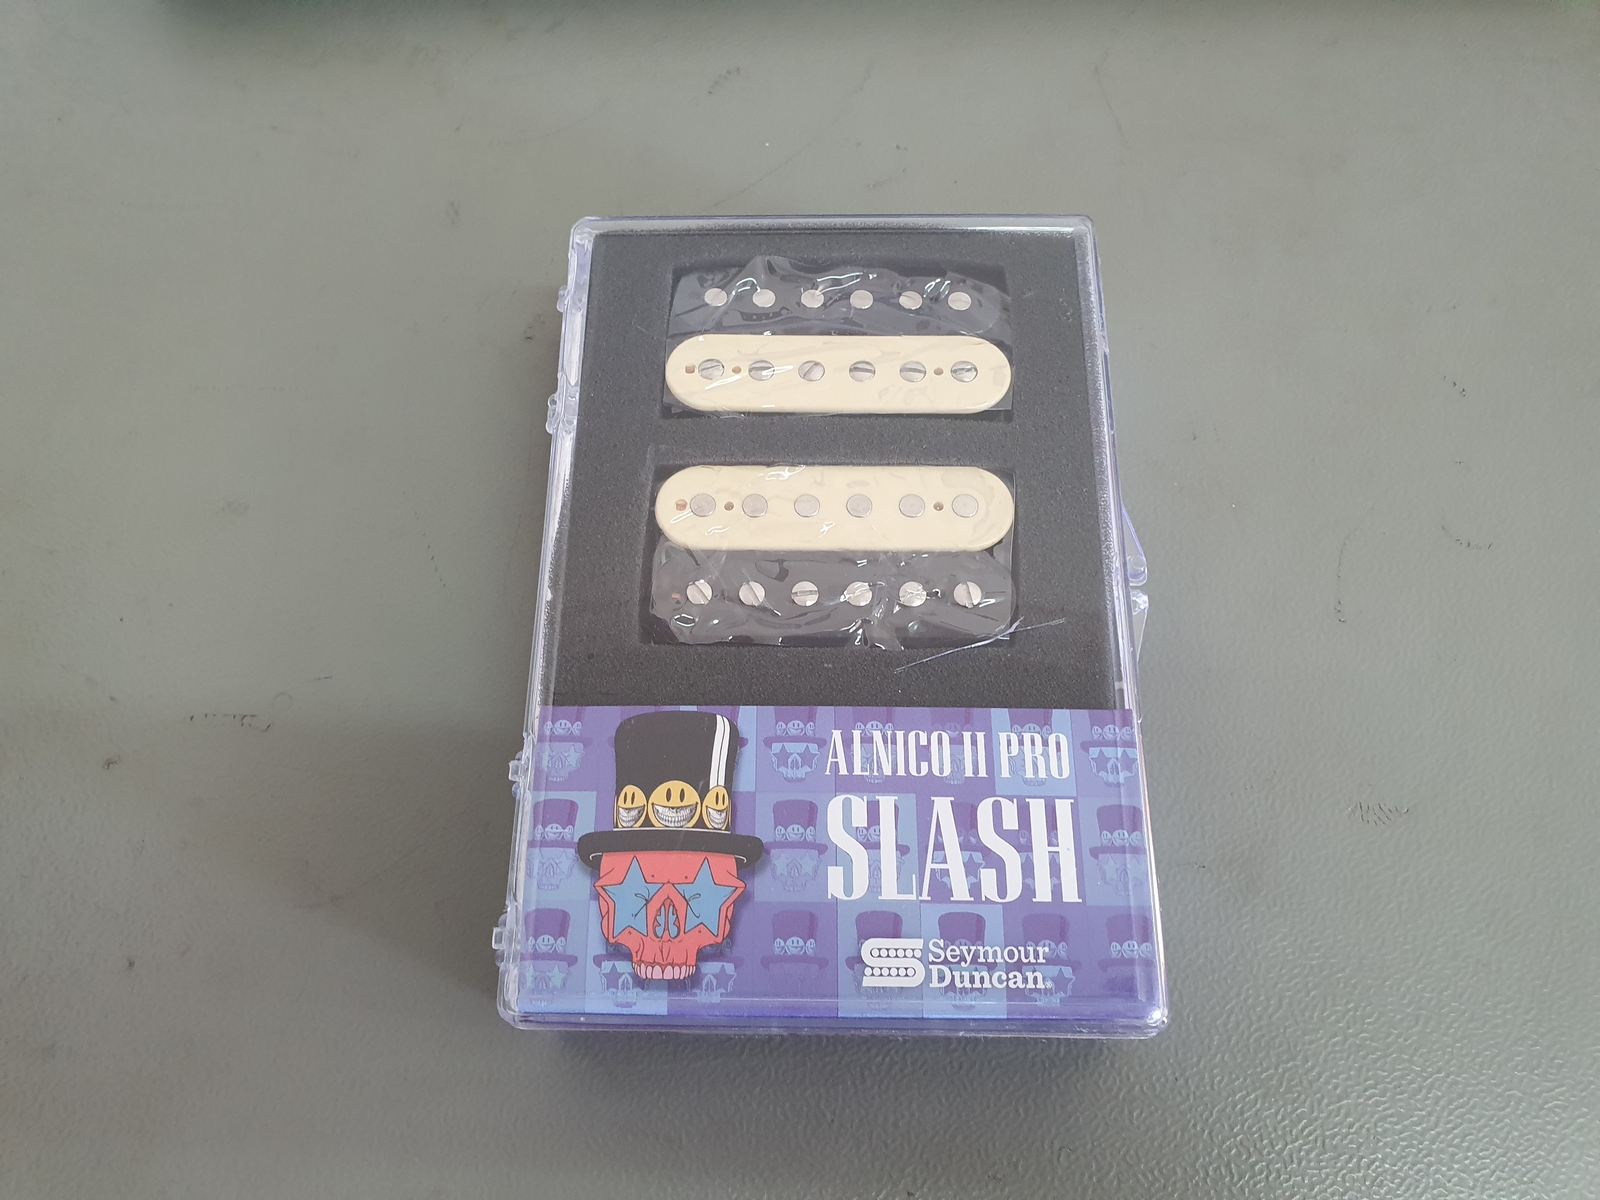 ALNICO II PRO
SLASH
Seymour
Duncan®